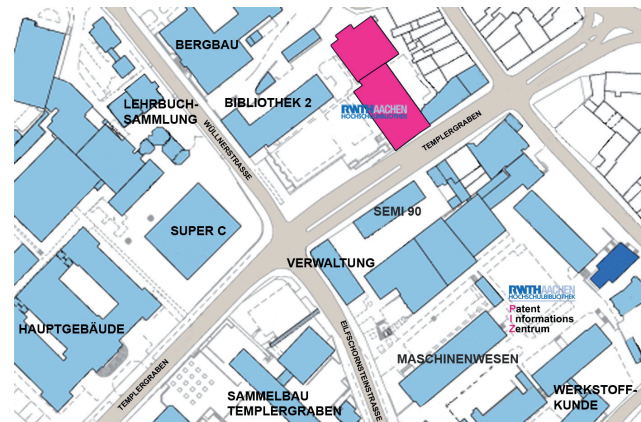 BERGBAU
LEHRBUCH-
SAMMLUNG
BIBLIOTHEK 2
RWTHAACHEN
HOCHSCHULBIBLIOTHEK
WÜLLNERSTRASSE
TEMPLERGRABEN
SEMI 90
SUPER C
VERWALTUNG
RWTHAACHEN
HOCHSCHULBIBLIOTHEK
Patent
Informations
Zentrum
HAUPTGEBÄUDE
EILFSCHORNSTEINSTRASSE
MASCHINENWESEN
TEMPLERGRABEN
SAMMELBAU
TEMPLERGRABEN
WERKSTOFF-
KUNDE